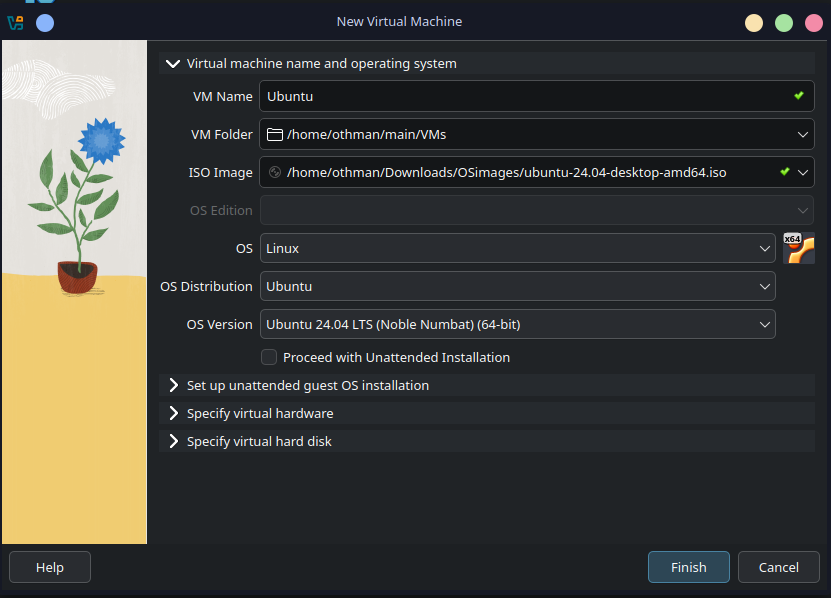 New Virtual Machine
Virtual machine name and operating system
VM Name Ubuntu
VM Folder /home/othman/main/VMs
ISO Image /home/othman/Downloads/OSimages/ubuntu-24.04-desktop-amd64.iso
OS Edition
OS Linux x64
OS Distribution Ubuntu
OS Version Ubuntu 24.04 LTS (Noble Numbat) (64-bit)
Proceed with Unattended Installation
Set up unattended guest OS installation
Specify virtual hardware
Specify virtual hard disk
Help Finish Cancel